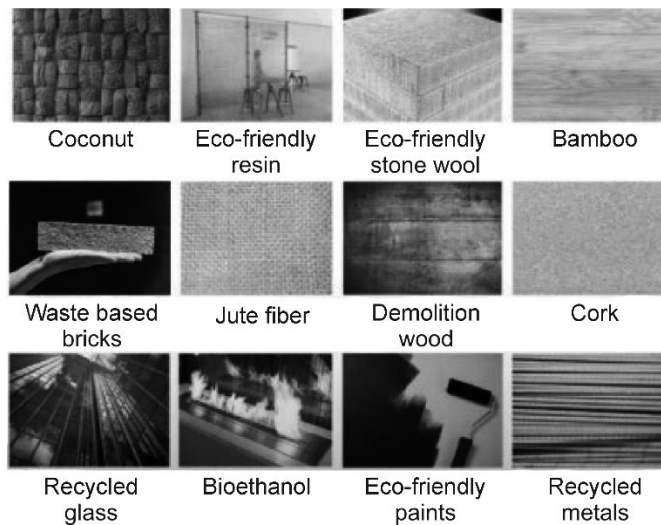 Coconut
Eco-friendly
resin
Eco-friendly
stone wool
Bamboo
Waste based
bricks
Jute fiber
Demolition
wood
Cork
Recycled
glass
Bioethanol
Eco-friendly
paints
Recycled
metals